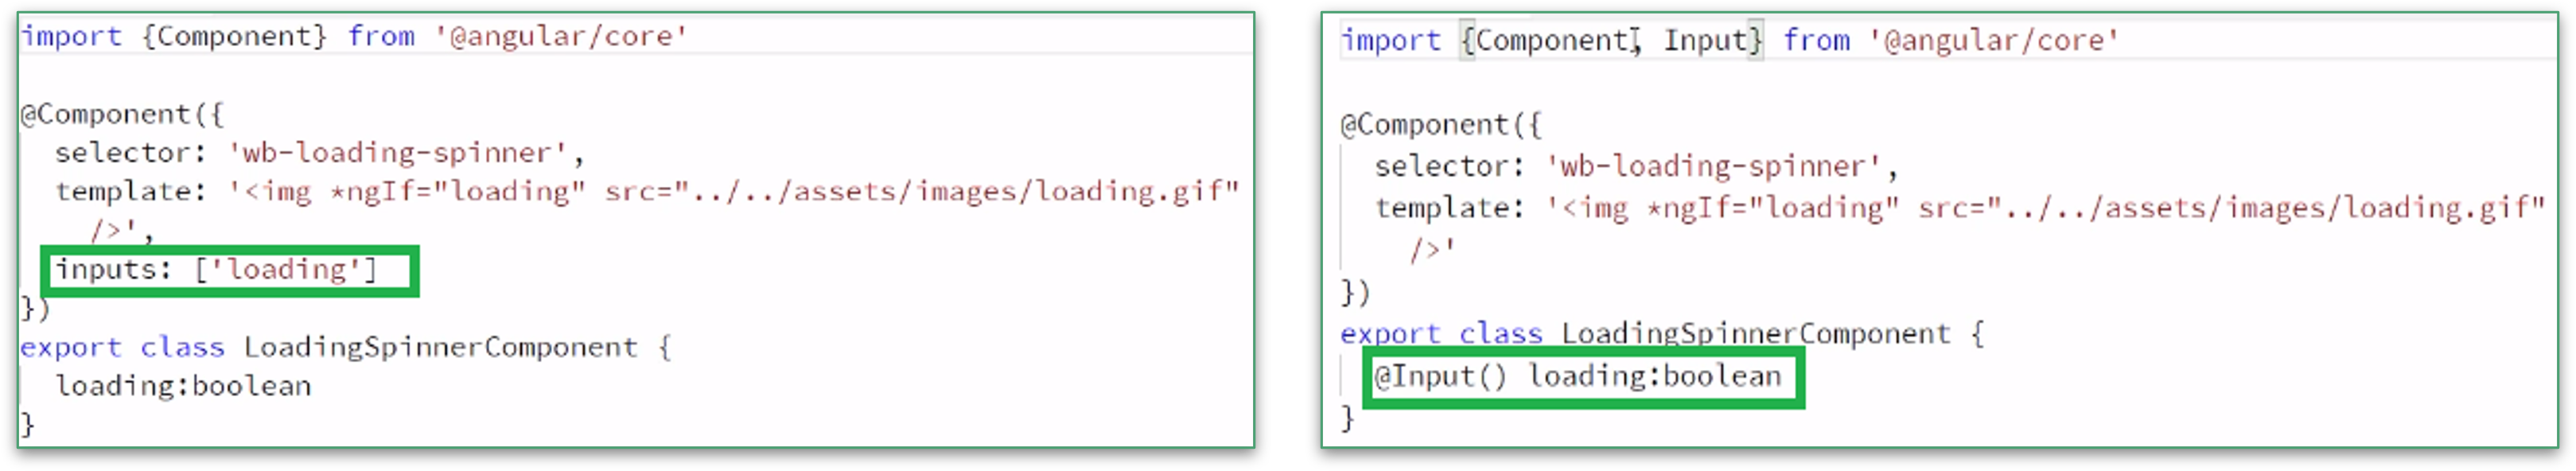 import {Component} from '@angular/core'
@Component({
selector: 'wb-loading-spinner',
template: '<img *ngIf="loading" src="../../assets/images/loading.gif"
/>',
inputs: ['loading']
})
export class LoadingSpinnerComponent {
loading:boolean
}
import {Component, Input} from '@angular/core'
@Component({
selector: 'wb-loading-spinner',
template: '<img *ngIf="loading" src="../../assets/images/loading.gif"
/>'
})
export class LoadingSpinnerComponent {
@Input() loading:boolean
}